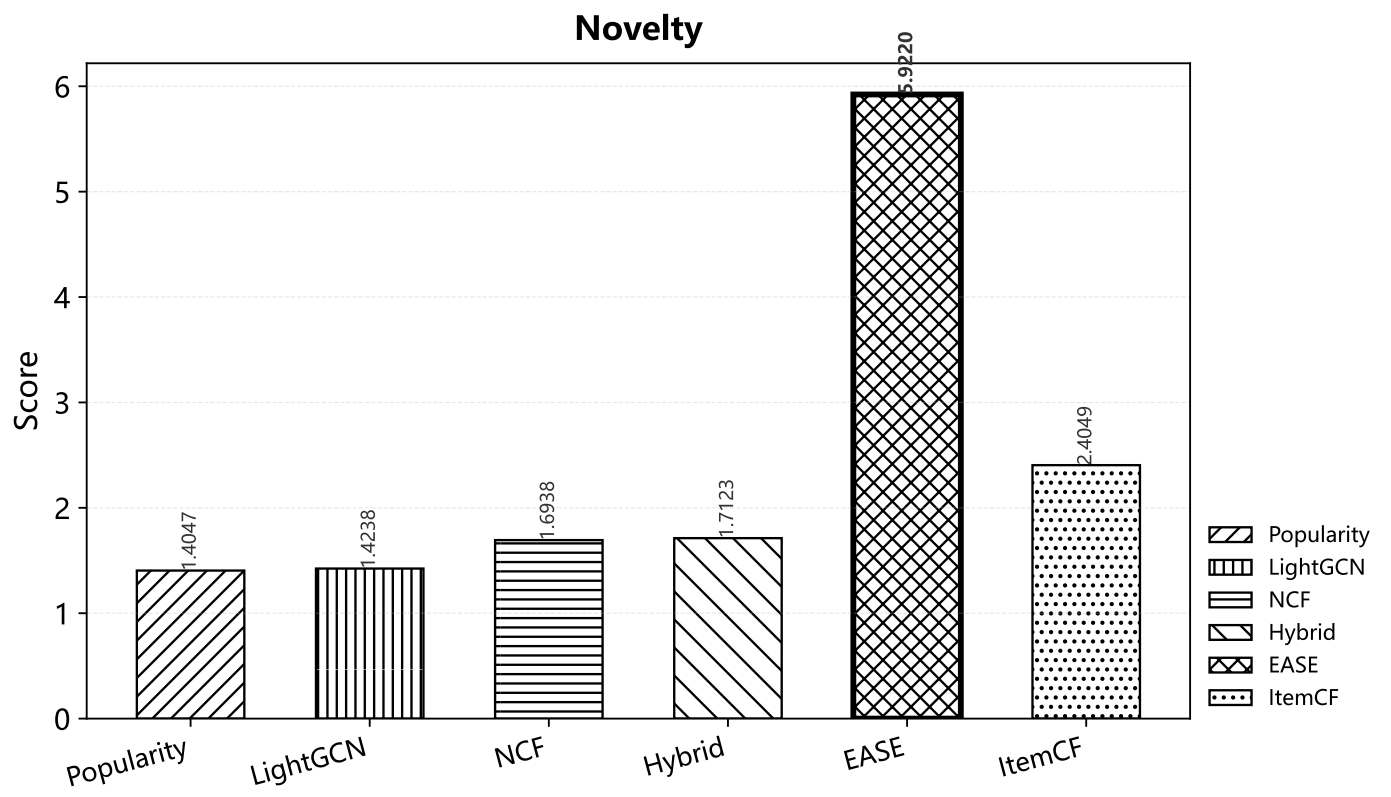 Novelty
Score
6
5
4
3
2
1
0
1.4047
1.4238
1.6938
1.7123
5.9220
2.4049
Popularity
LightGCN
NCF
Hybrid
EASE
ItemCF
Popularity
LightGCN
NCF
Hybrid
EASE
ItemCF